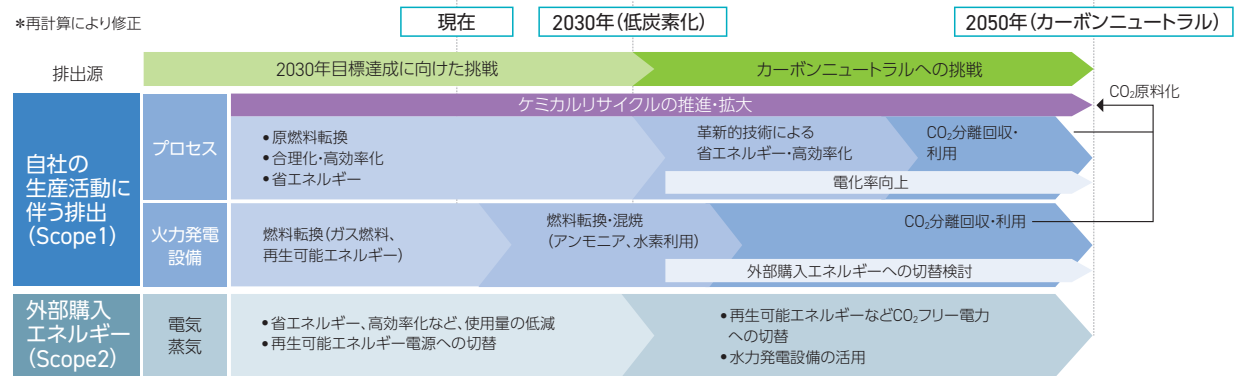 *再計算により修正
現在
2030年(低炭素化)
2050年(カーボンニュートラル)
排出源
2030年目標達成に向けた挑戦
カーボンニュートラルへの挑戦
自社の
生産活動に
伴う排出
(Scope1)
プロセス
ケミカルリサイクルの推進・拡大
CO₂原料化
•原燃料転換
•合理化・高効率化
•省エネルギー
革新的技術による
省エネルギー・高効率化
CO₂分離回収・
利用
電化率向上
火力発電
設備
燃料転換(ガス燃料、
再生可能エネルギー)
燃料転換・混焼
(アンモニア、水素利用)
CO₂分離回収・利用
外部購入エネルギーへの切替検討
外部購入
エネルギー
(Scope2)
電気
蒸気
•省エネルギー、高効率化など、使用量の低減
•再生可能エネルギー電源への切替
•再生可能エネルギーなどCO₂フリー電力
への切替
•水力発電設備の活用